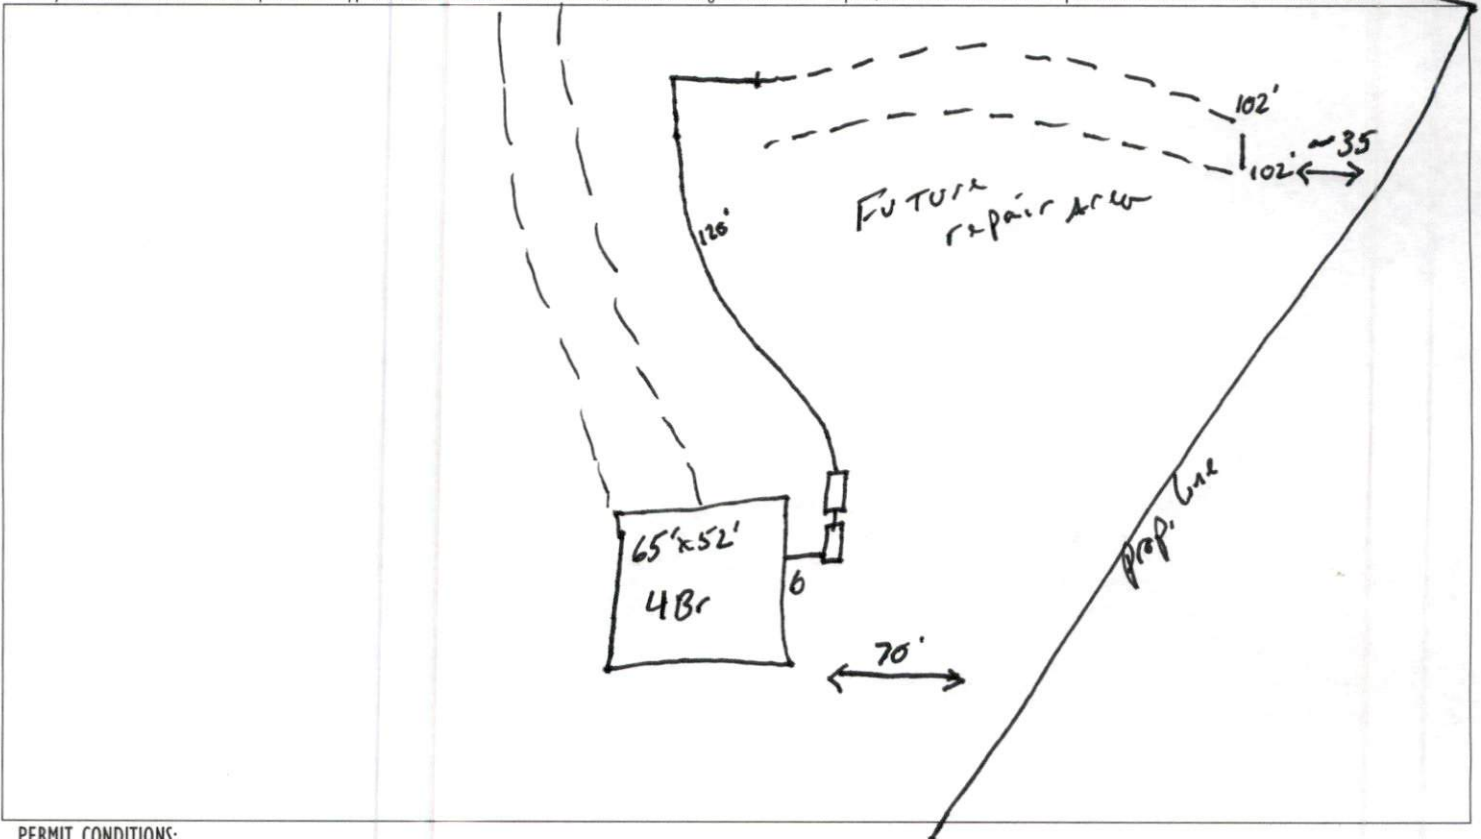 102'
102' ~35
Future
repair Area
120'
prop. Line
65'x52'
4Br
6
70'
PERMIT CONDITIONS: